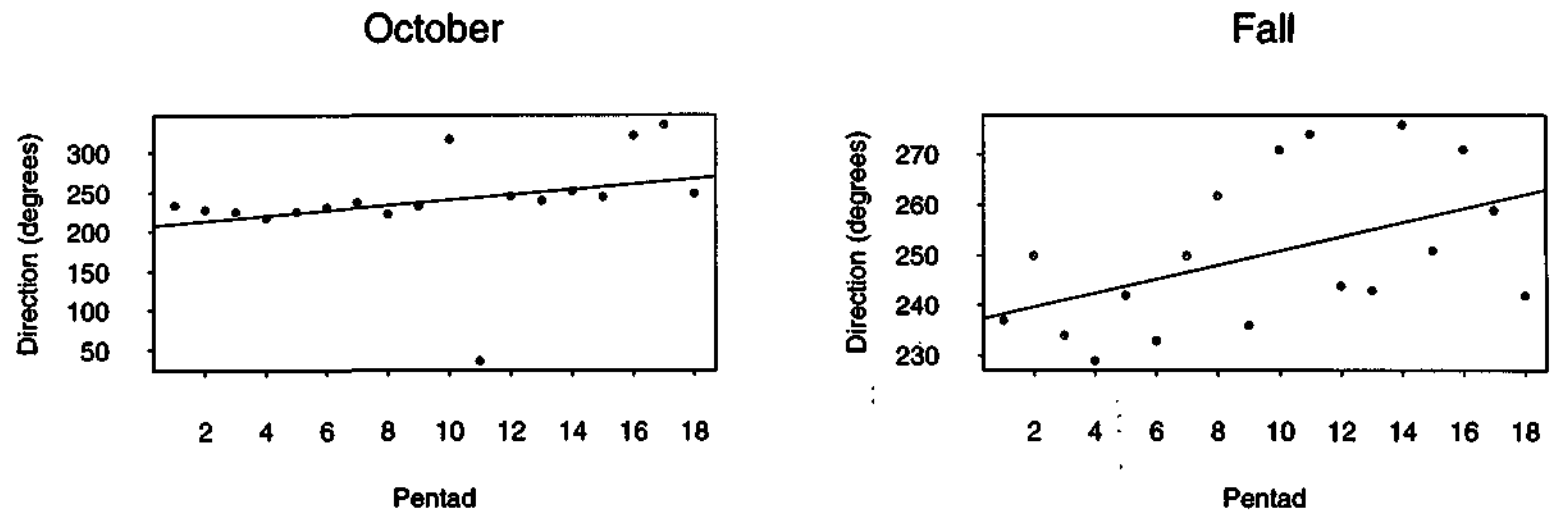 October
Direction (degrees)
300
250
200
150
100
50
2 4 6 8 10 12 14 16 18
Pentad
Fall
Direction (degrees)
270
260
250
240
230
2 4 6 8 10 12 14 16 18
Pentad